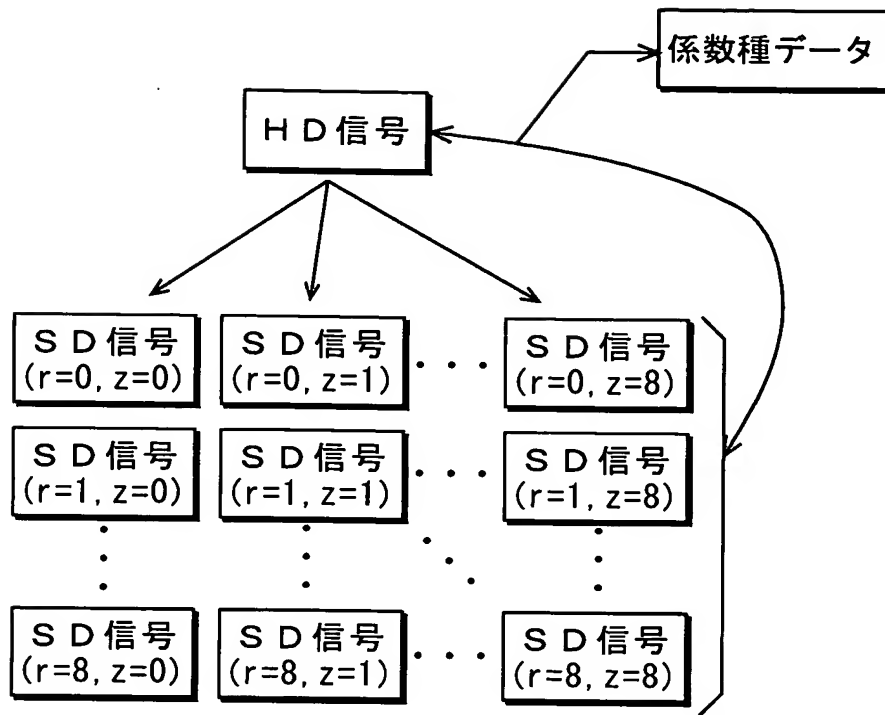 係数種データ
ＨＤ信号
ＳＤ信号
(r=0, z=0)
ＳＤ信号
(r=0, z=1)
・・・
ＳＤ信号
(r=0, z=8)
ＳＤ信号
(r=1, z=0)
ＳＤ信号
(r=1, z=1)
・・・
ＳＤ信号
(r=1, z=8)
ＳＤ信号
(r=8, z=0)
ＳＤ信号
(r=8, z=1)
・・・
ＳＤ信号
(r=8, z=8)